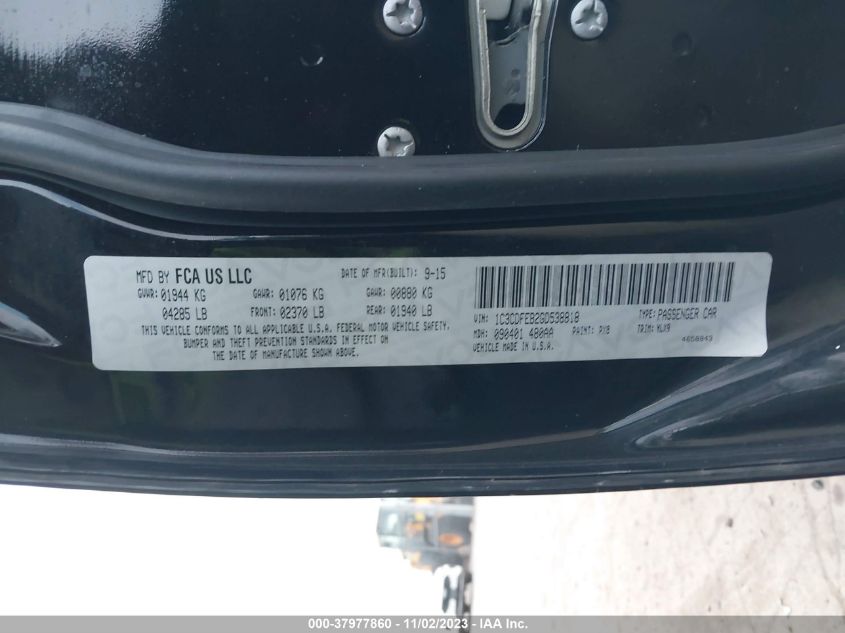 MFD BY FCA US LLC DATE OF MFR(BUILT): 9-15
GVWR: 01944 KG GAWR: 01076 KG GAWR: 00880 KG
04285 LB FRONT: 02370 LB REAR: 01940 LB
THIS VEHICLE CONFORMS TO ALL APPLICABLE U.S.A. FEDERAL MOTOR VEHICLE SAFETY,
BUMPER AND THEFT PREVENTION STANDARDS IN EFFECT ON
THE DATE OF MANUFACTURE SHOWN ABOVE.
VIN: 1C3CDFEB2GD538818 TYPE: PASSENGER CAR
MDH: 090401 480AA PAINT: PX8 TRIM: KLX9
VEHICLE MADE IN U.S.A. 4658843
000-37977860 - 11/02/2023 - IAA Inc.